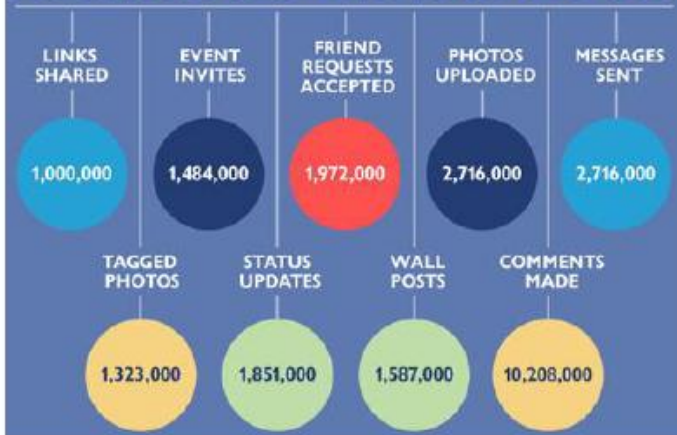 LINKS
SHARED
EVENT
INVITES
FRIEND
REQUESTS
ACCEPTED
PHOTOS
UPLOADED
MESSAGES
SENT
1,000,000
1,484,000
1,972,000
2,716,000
2,716,000
TAGGED
PHOTOS
STATUS
UPDATES
WALL
POSTS
COMMENTS
MADE
1,323,000
1,851,000
1,587,000
10,208,000